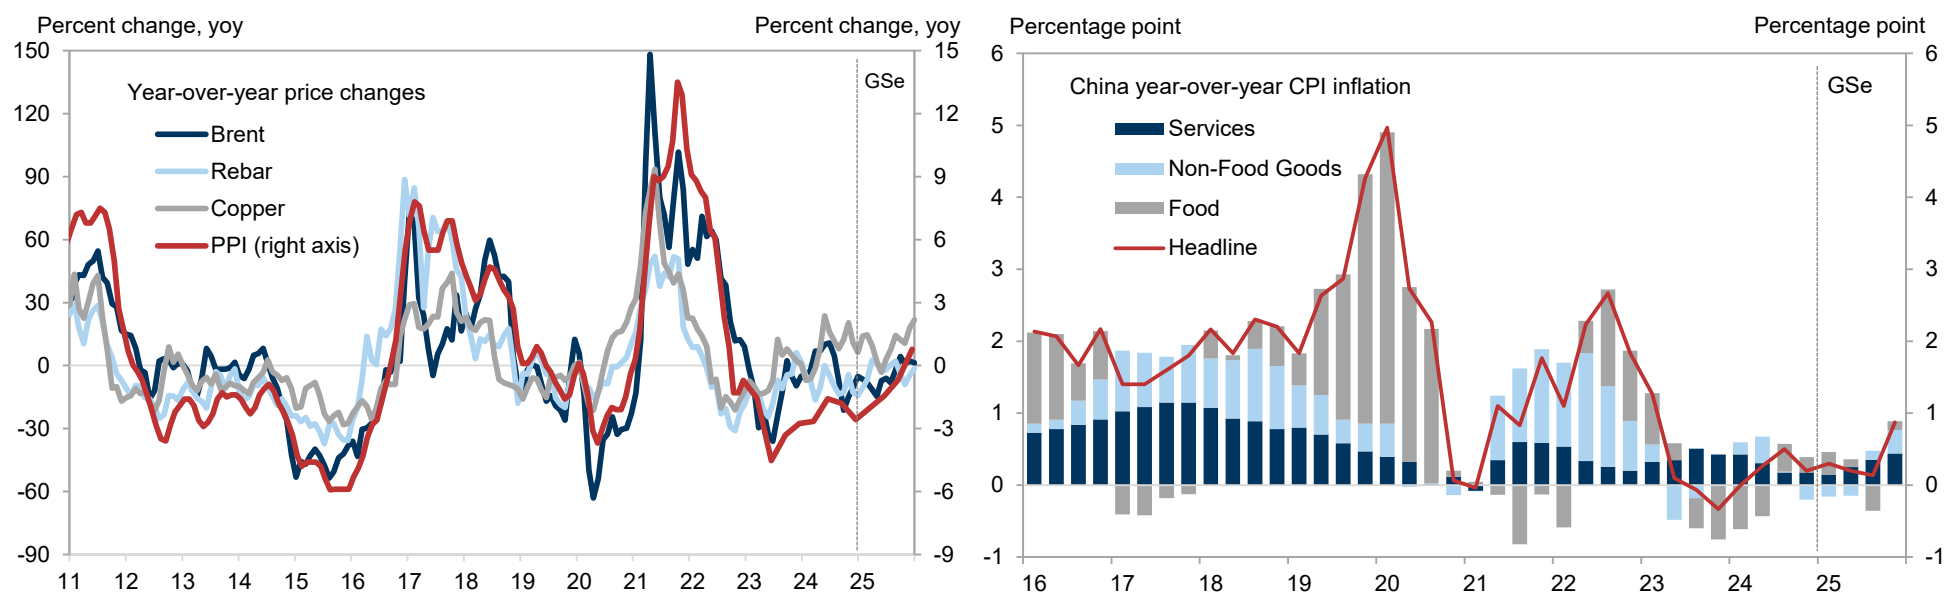 Percent change, yoy
Percent change, yoy
150
120
90
60
30
0
-30
-60
-90
Year-over-year price changes
Brent
Rebar
Copper
PPI (right axis)
GSe
15
12
9
6
3
0
-3
-6
-9
11 12 13 14 15 16 17 18 19 20 21 22 23 24 25
Percentage point
Percentage point
6
5
4
3
2
1
0
-1
China year-over-year CPI inflation
Services
Non-Food Goods
Food
Headline
GSe
6
5
4
3
2
1
0
-1
16 17 18 19 20 21 22 23 24 25